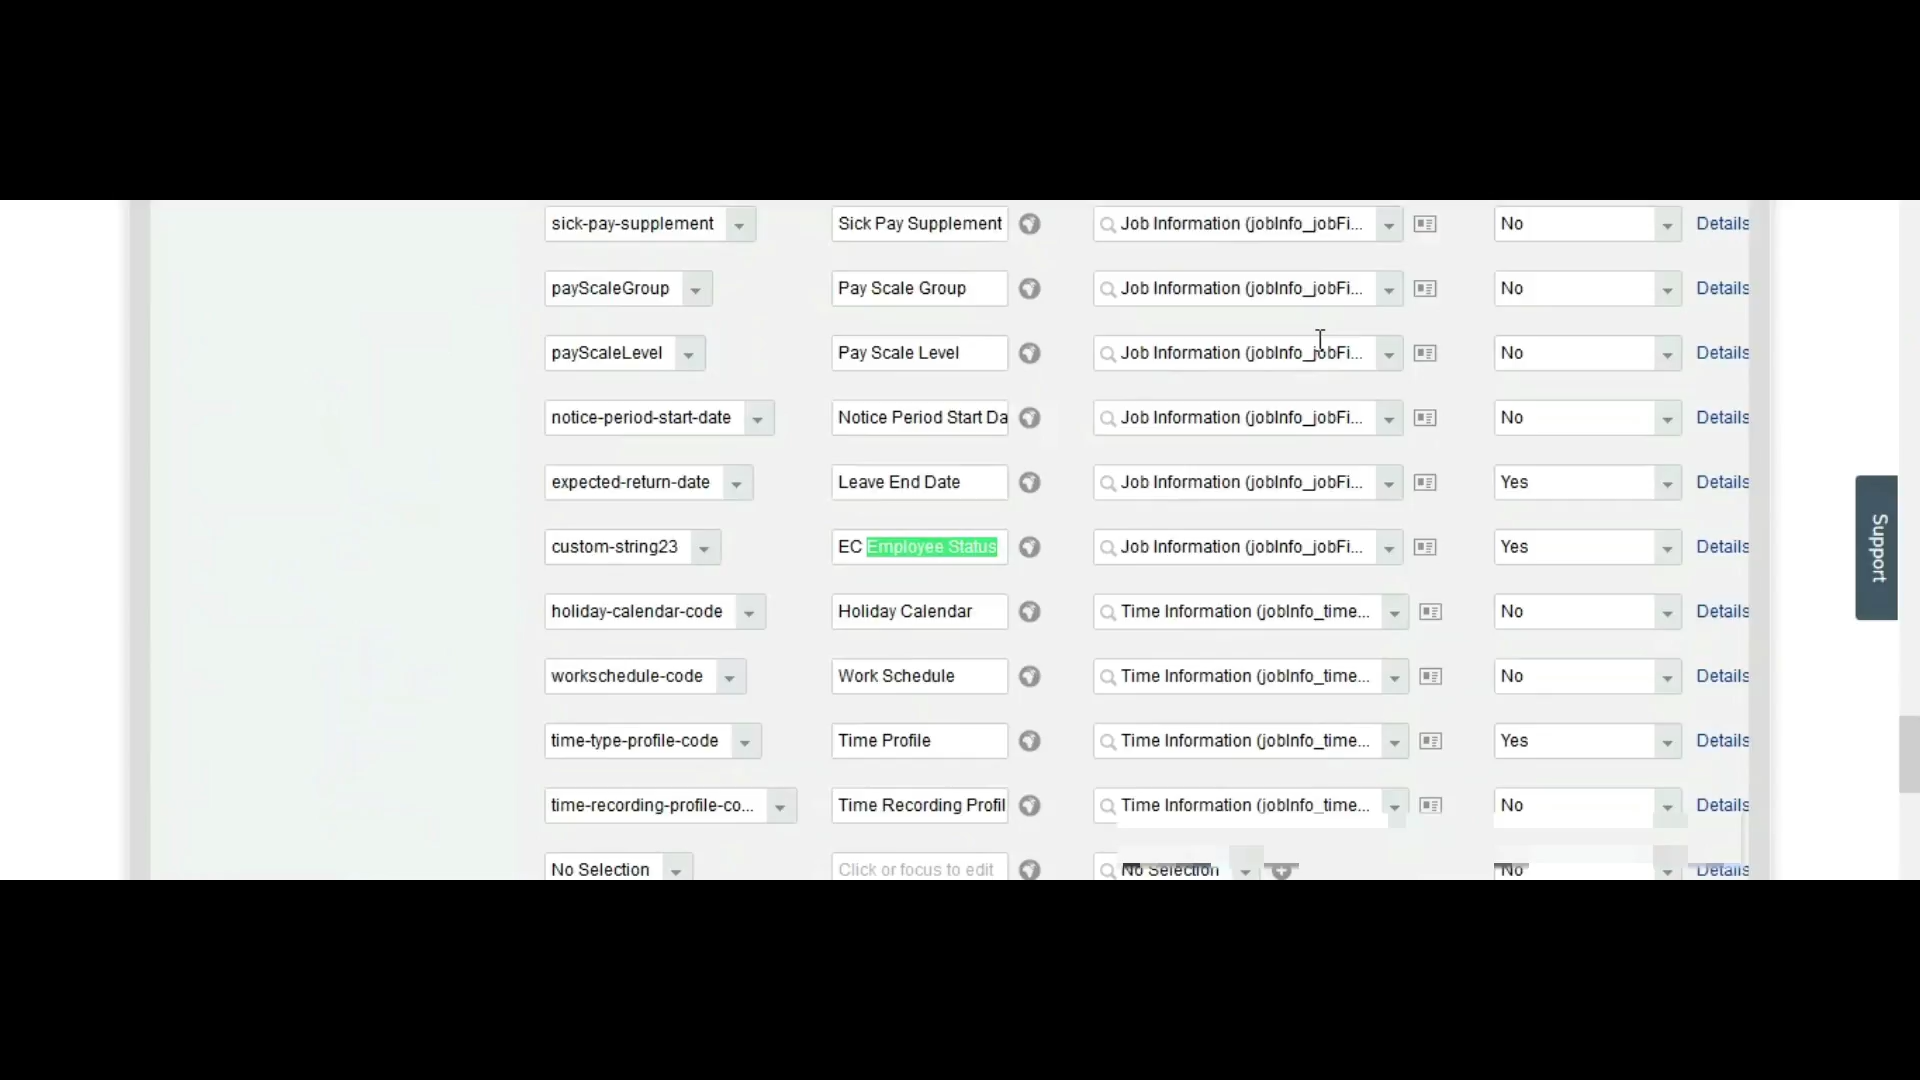 sick-pay-supplement Sick Pay Supplement Job Information (jobInfo_jobFi... No Details
payScaleGroup Pay Scale Group Job Information (jobInfo_jobFi... No Details
payScaleLevel Pay Scale Level Job Information (jobInfo_jobFi... No Details
notice-period-start-date Notice Period Start Da Job Information (jobInfo_jobFi... No Details
expected-return-date Leave End Date Job Information (jobInfo_jobFi... Yes Details
custom-string23 EC Employee Status Job Information (jobInfo_jobFi... Yes Details
Support
holiday-calendar-code Holiday Calendar Time Information (jobInfo_time... No Details
workschedule-code Work Schedule Time Information (jobInfo_time... No Details
time-type-profile-code Time Profile Time Information (jobInfo_time... Yes Details
time-recording-profile-co... Time Recording Profil Time Information (jobInfo_time... No Details
No Selection Click or focus to edit No Selection No Details